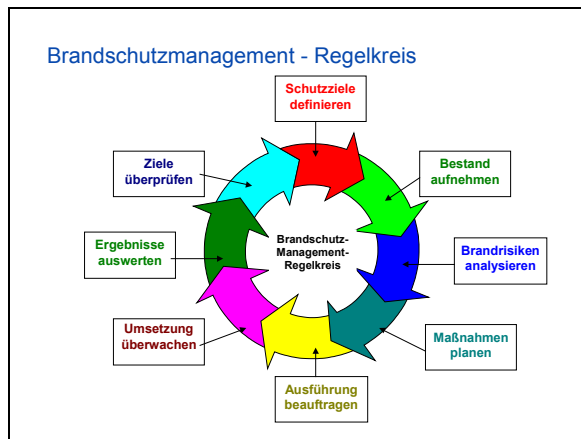 Brandschutzmanagement - Regelkreis
Schutzziele
definieren
Bestand
aufnehmen
Brandrisiken
analysieren
Maßnahmen
planen
Ausführung
beauftragen
Umsetzung
überwachen
Ergebnisse
auswerten
Ziele
überprüfen
Brandschutz-
Management-
Regelkreis